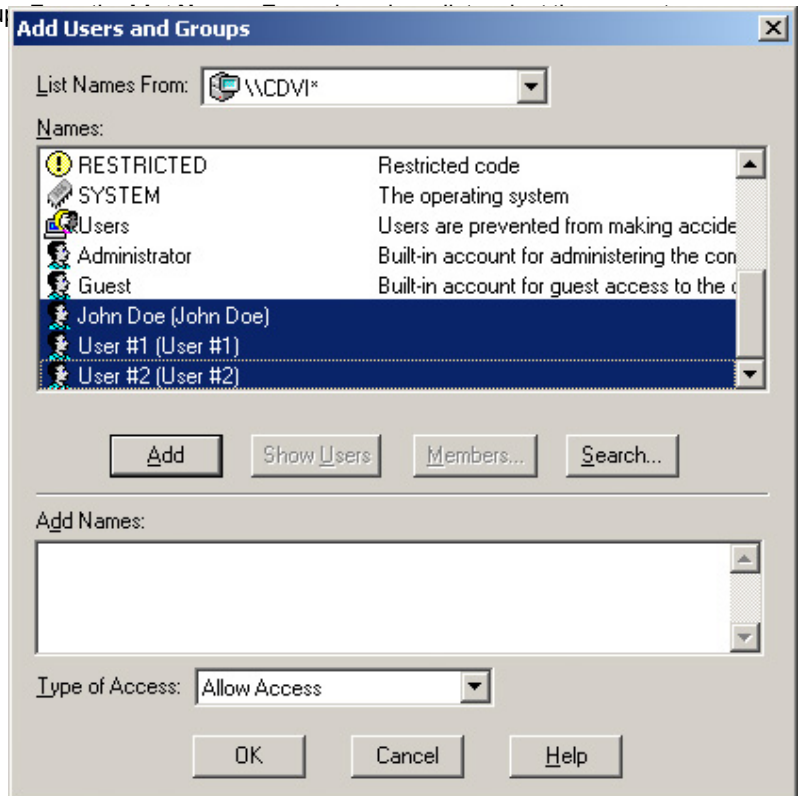 Add Users and Groups
List Names From: \\CDVI*
Names:
RESTRICTED Restricted code
SYSTEM The operating system
Users Users are prevented from making accide
Administrator Built-in account for administering the con
Guest Built-in account for guest access to the
John Doe (John Doe)
User #1 (User #1)
User #2 (User #2)
Add Show Users Members... Search...
Add Names:
Type of Access: Allow Access
OK Cancel Help